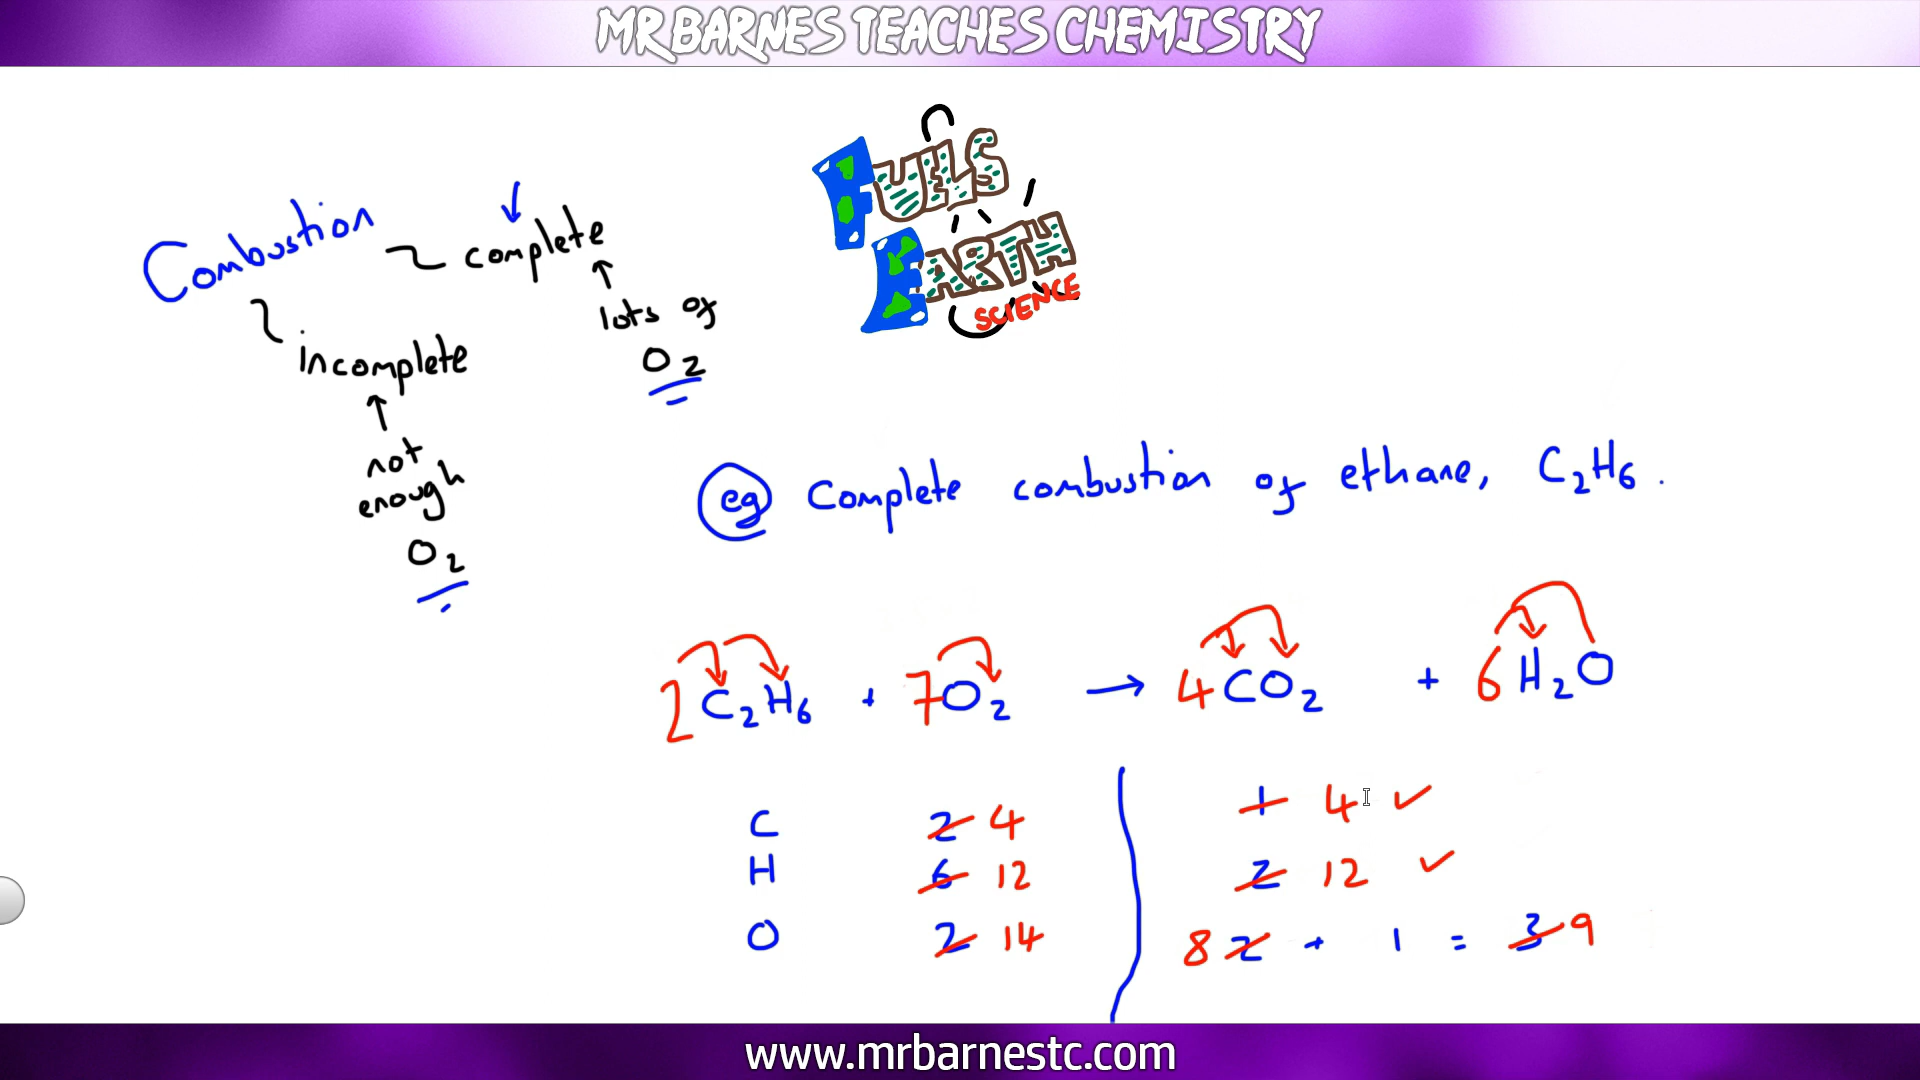 MR BARNES TEACHES CHEMISTRY
FUELS
EARTH
SCIENCE
Combustion
complete
lots of
O2
incomplete
not
enough
O2
eg Complete combustion of ethane, C2H6.
2C2H6 + 7O2 → 4CO2 + 6H2O
C 2 4 1 4 ✓
H 6 12 2 12 ✓
O 2 14 8 2 + 1 = 3 9
www.mrbarnestc.com